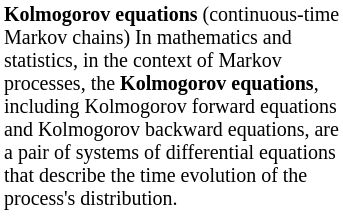 Kolmogorov equations (continuous-time
Markov chains) In mathematics and
statistics, in the context of Markov
processes, the Kolmogorov equations,
including Kolmogorov forward equations
and Kolmogorov backward equations, are
a pair of systems of differential equations
that describe the time evolution of the
process's distribution.